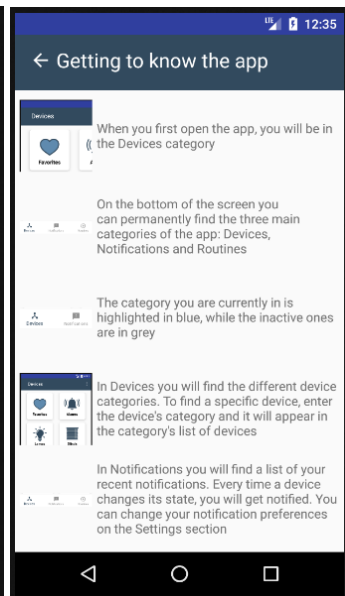 12:35
Getting to know the app
Devices
Favorites
When you first open the app, you will be in
the Devices category
On the bottom of the screen you
can permanently find the three main
categories of the app: Devices,
Notifications and Routines
Devices
The category you are currently in is
highlighted in blue, while the inactive ones
are in grey
Devices Notifications
In Devices you will find the different device
categories. To find a specific device, enter
the device's category and it will appear in
the category's list of devices
Devices
Favorites Alarms
In Notifications you will find a list of your
recent notifications. Every time a device
changes its state, you will get notified. You
can change your notification preferences
on the Settings section